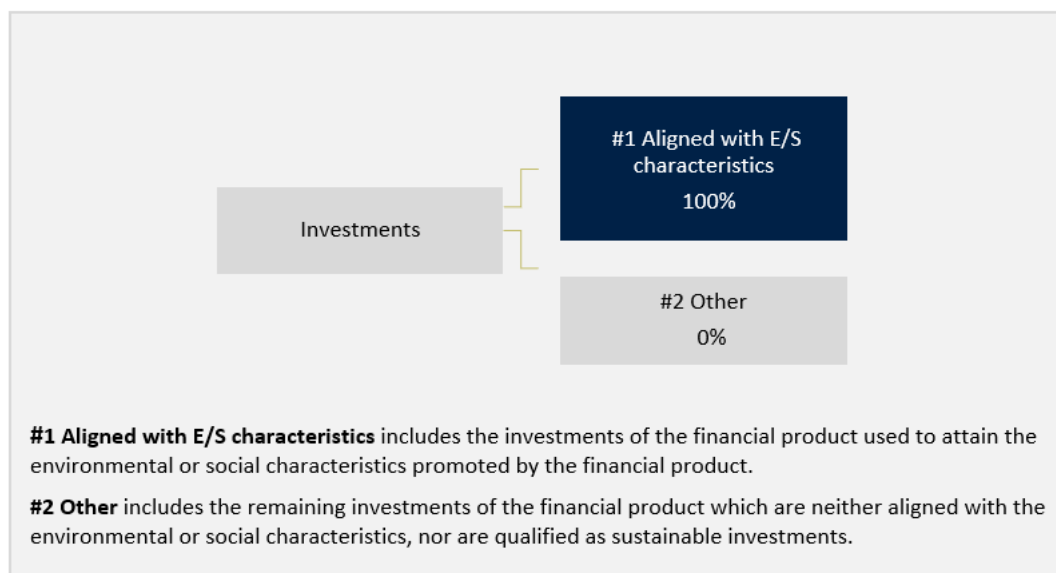 #1 Aligned with E/S
characteristics
100%
Investments
#2 Other
0%
#1 Aligned with E/S characteristics includes the investments of the financial product used to attain the
environmental or social characteristics promoted by the financial product.
#2 Other includes the remaining investments of the financial product which are neither aligned with the
environmental or social characteristics, nor are qualified as sustainable investments.